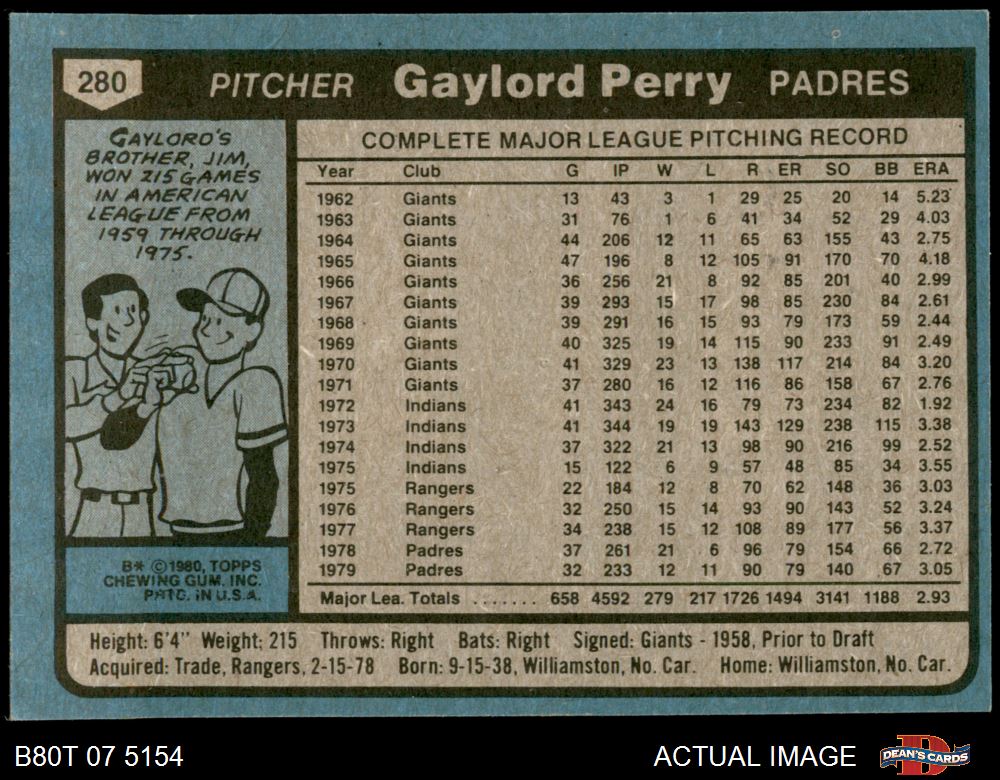 280 PITCHER Gaylord Perry PADRES
GAYLORD'S
BROTHER, JIM,
WON 215 GAMES
IN AMERICAN
LEAGUE FROM
1959 THROUGH
1975.
B* ©1980, TOPPS
CHEWING GUM, INC.
PRTD. IN U.S.A.
COMPLETE MAJOR LEAGUE PITCHING RECORD
Year Club G IP W L R ER SO BB ERA
1962 Giants 13 43 3 1 29 25 20 14 5.23
1963 Giants 31 76 1 6 41 34 52 29 4.03
1964 Giants 44 206 12 11 65 63 155 43 2.75
1965 Giants 47 196 8 12 105 91 170 70 4.18
1966 Giants 36 256 21 8 92 85 201 40 2.99
1967 Giants 39 293 15 17 98 85 230 84 2.61
1968 Giants 39 291 16 15 93 79 173 59 2.44
1969 Giants 40 325 19 14 115 90 233 91 2.49
1970 Giants 41 329 23 13 138 117 214 84 3.20
1971 Giants 37 280 16 12 116 86 158 67 2.76
1972 Indians 41 343 24 16 79 73 234 82 1.92
1973 Indians 41 344 19 19 143 129 238 115 3.38
1974 Indians 37 322 21 13 98 90 216 99 2.52
1975 Indians 15 122 6 9 57 48 85 34 3.55
1975 Rangers 22 184 12 8 70 62 148 36 3.03
1976 Rangers 32 250 15 14 93 90 143 52 3.24
1977 Rangers 34 238 15 12 108 89 177 56 3.37
1978 Padres 37 261 21 6 96 79 154 66 2.72
1979 Padres 32 233 12 11 90 79 140 67 3.05
Major Lea. Totals ....... 658 4592 279 217 1726 1494 3141 1188 2.93
Height: 6'4" Weight: 215 Throws: Right Bats: Right Signed: Giants - 1958, Prior to Draft
Acquired: Trade, Rangers, 2-15-78 Born: 9-15-38, Williamston, No. Car. Home: Williamston, No. Car.
B80T 07 5154 ACTUAL IMAGE DEAN'S CARDS